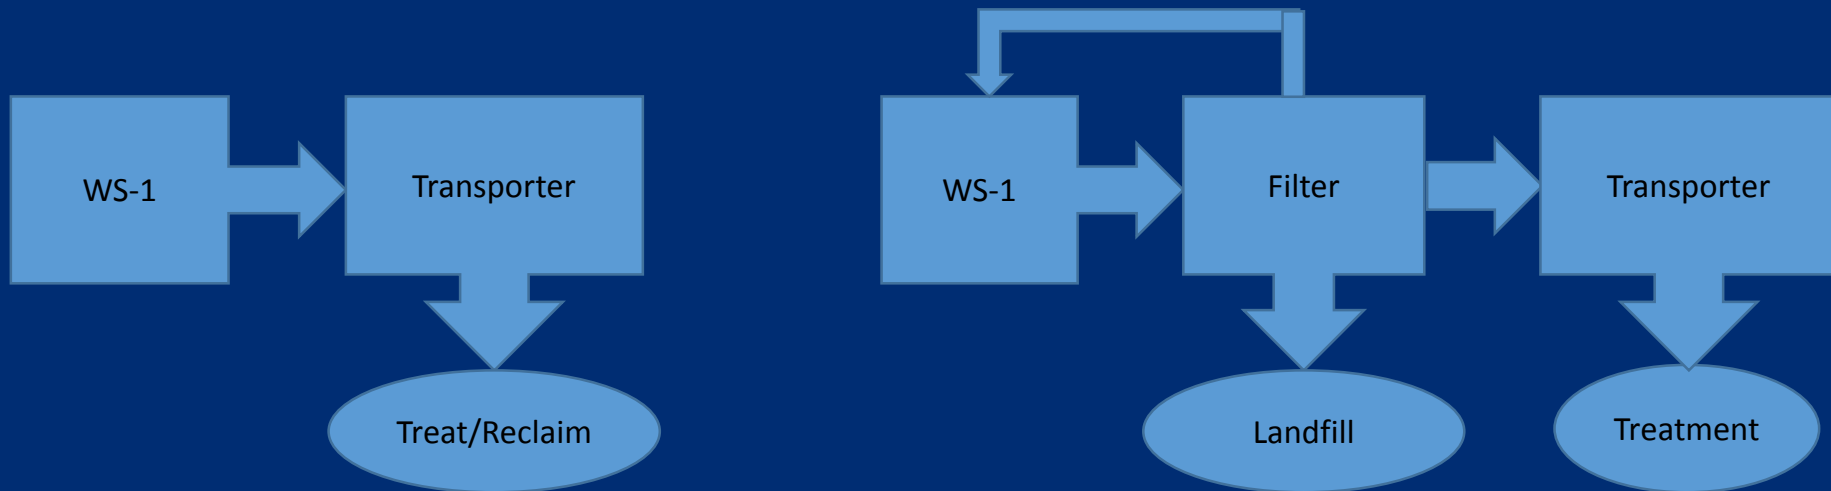 WS-1
Transporter
Treat/Reclaim
WS-1
Filter
Transporter
Landfill
Treatment